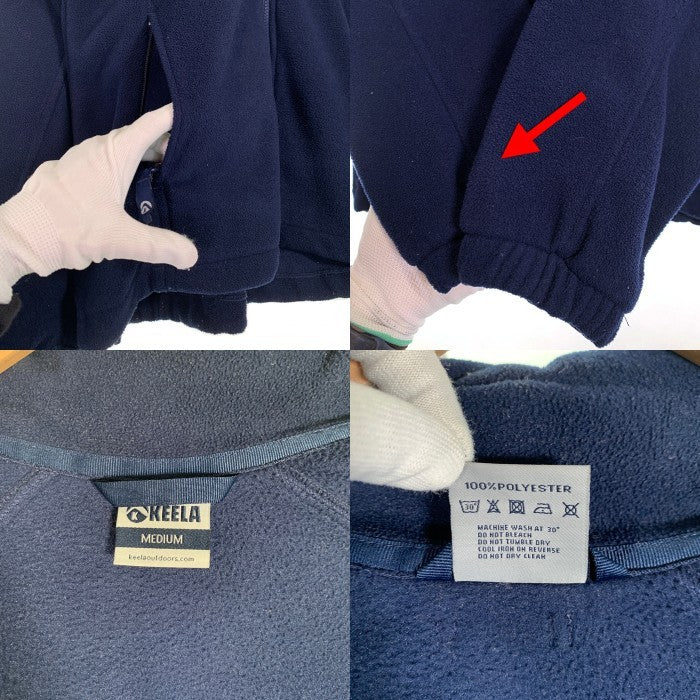 KEELA
MEDIUM
keelaoutdoors.com
100%POLYESTER
30°
MACHINE WASH AT 30°
DO NOT BLEACH
DO NOT TUMBLE DRY
COOL IRON ON REVERSE
DO NOT DRY CLEAN